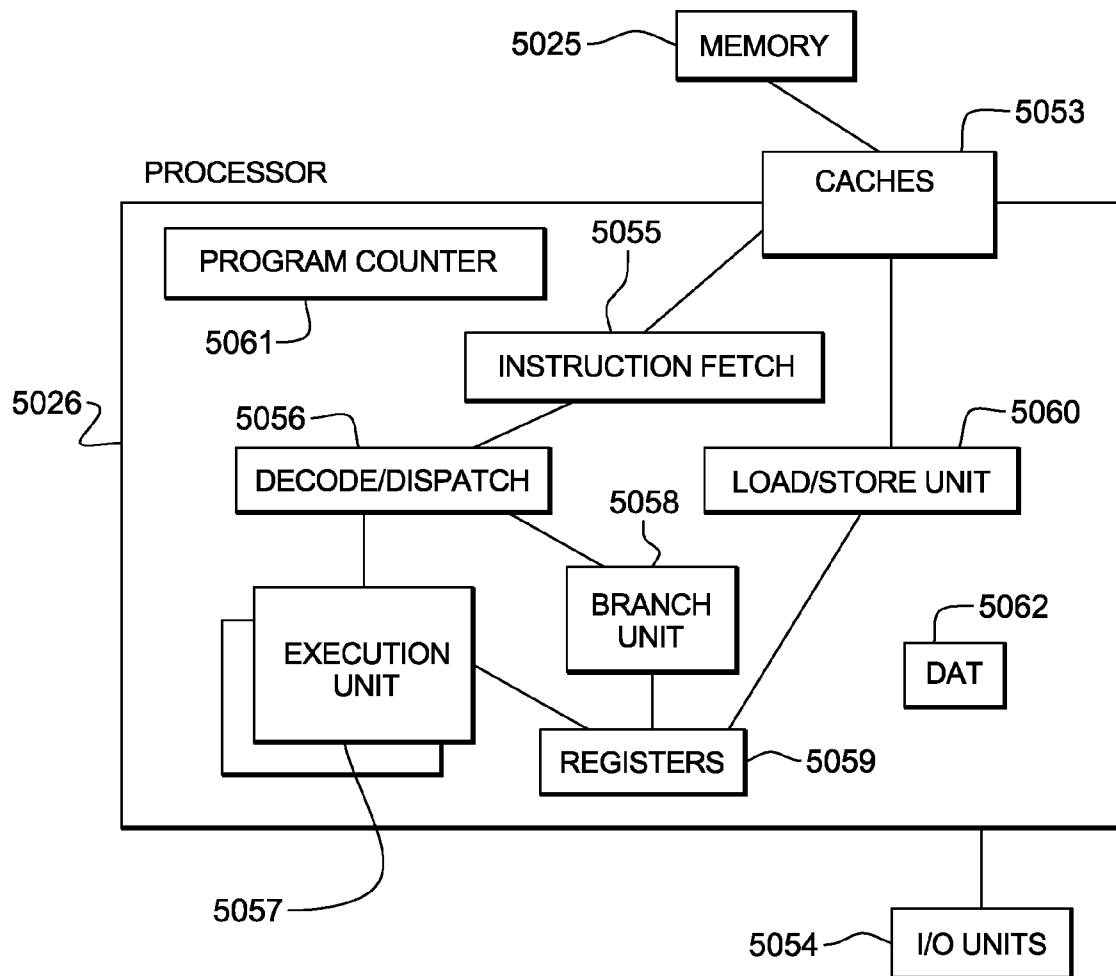 5025
MEMORY
5053
CACHES
PROCESSOR
PROGRAM COUNTER
5061
5055
INSTRUCTION FETCH
5026
5056
DECODE/DISPATCH
5060
LOAD/STORE UNIT
5058
BRANCH
UNIT
EXECUTION
UNIT
5062
DAT
REGISTERS
5059
5057
5054
I/O UNITS